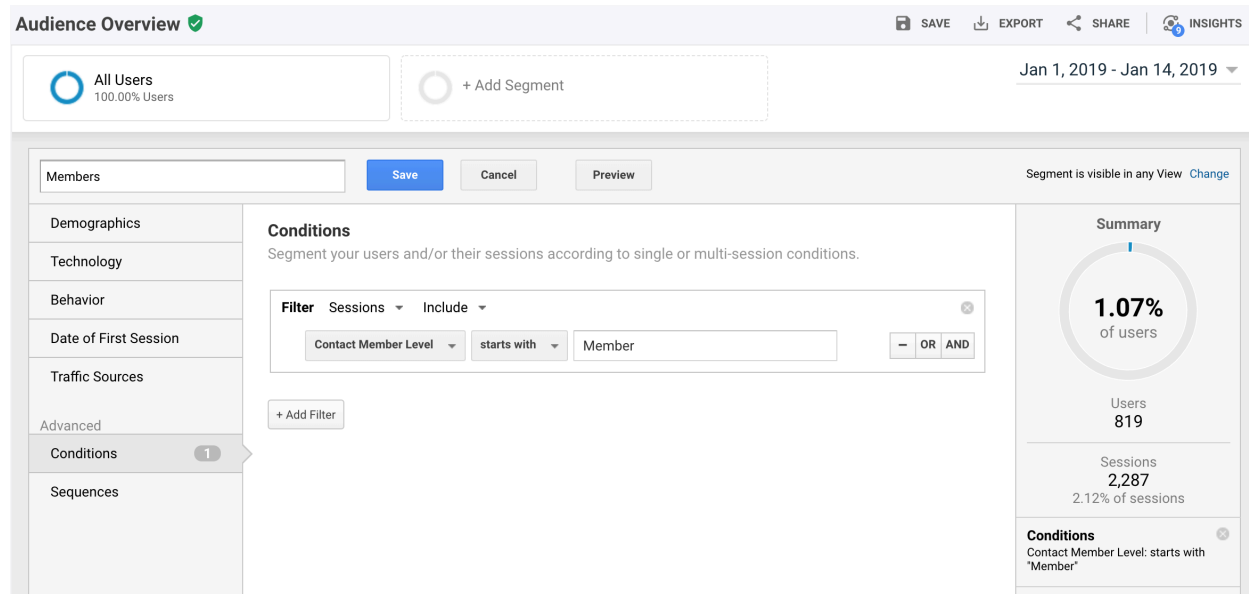 Audience Overview
SAVE
EXPORT
SHARE
9
INSIGHTS
All Users
100.00% Users
+ Add Segment
Jan 1, 2019 - Jan 14, 2019
Members
Save
Cancel
Preview
Segment is visible in any View Change
Demographics
Technology
Behavior
Date of First Session
Traffic Sources
Advanced
Conditions 1
Sequences
Conditions
Segment your users and/or their sessions according to single or multi-session conditions.
Filter Sessions Include
Contact Member Level starts with Member – OR AND
+ Add Filter
Summary
1.07%
of users
Users
819
Sessions
2,287
2.12% of sessions
Conditions
Contact Member Level: starts with
"Member"